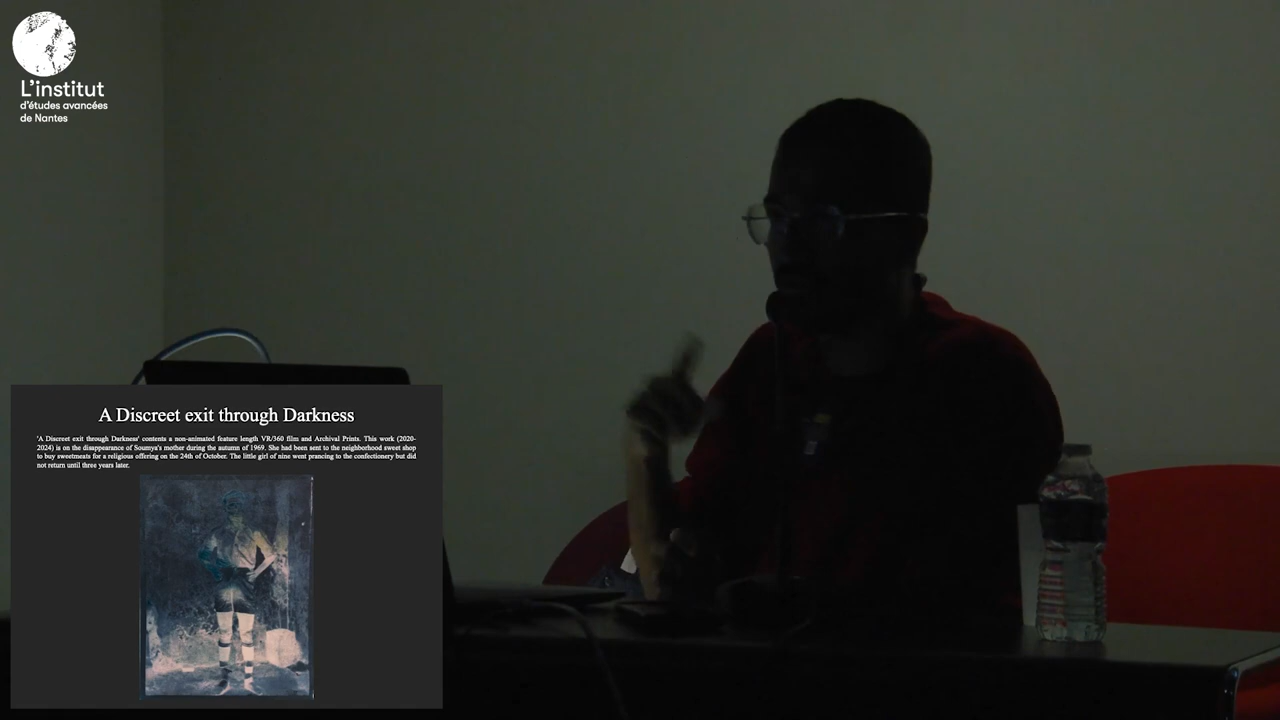 L'institut
d'études avancées
de Nantes
A Discreet exit through Darkness
'A Discreet exit through Darkness' contents a non-animated feature length VR/360 film and Archival Prints. This work (2020-
2024) is on the disappearance of Soumya's mother during the autumn of 1969. She had been sent to the neighborhood sweet shop
to buy sweetmeats for a religious offering on the 24th of October. The little girl of nine went prancing to the confectionery but did
not return until three years later.